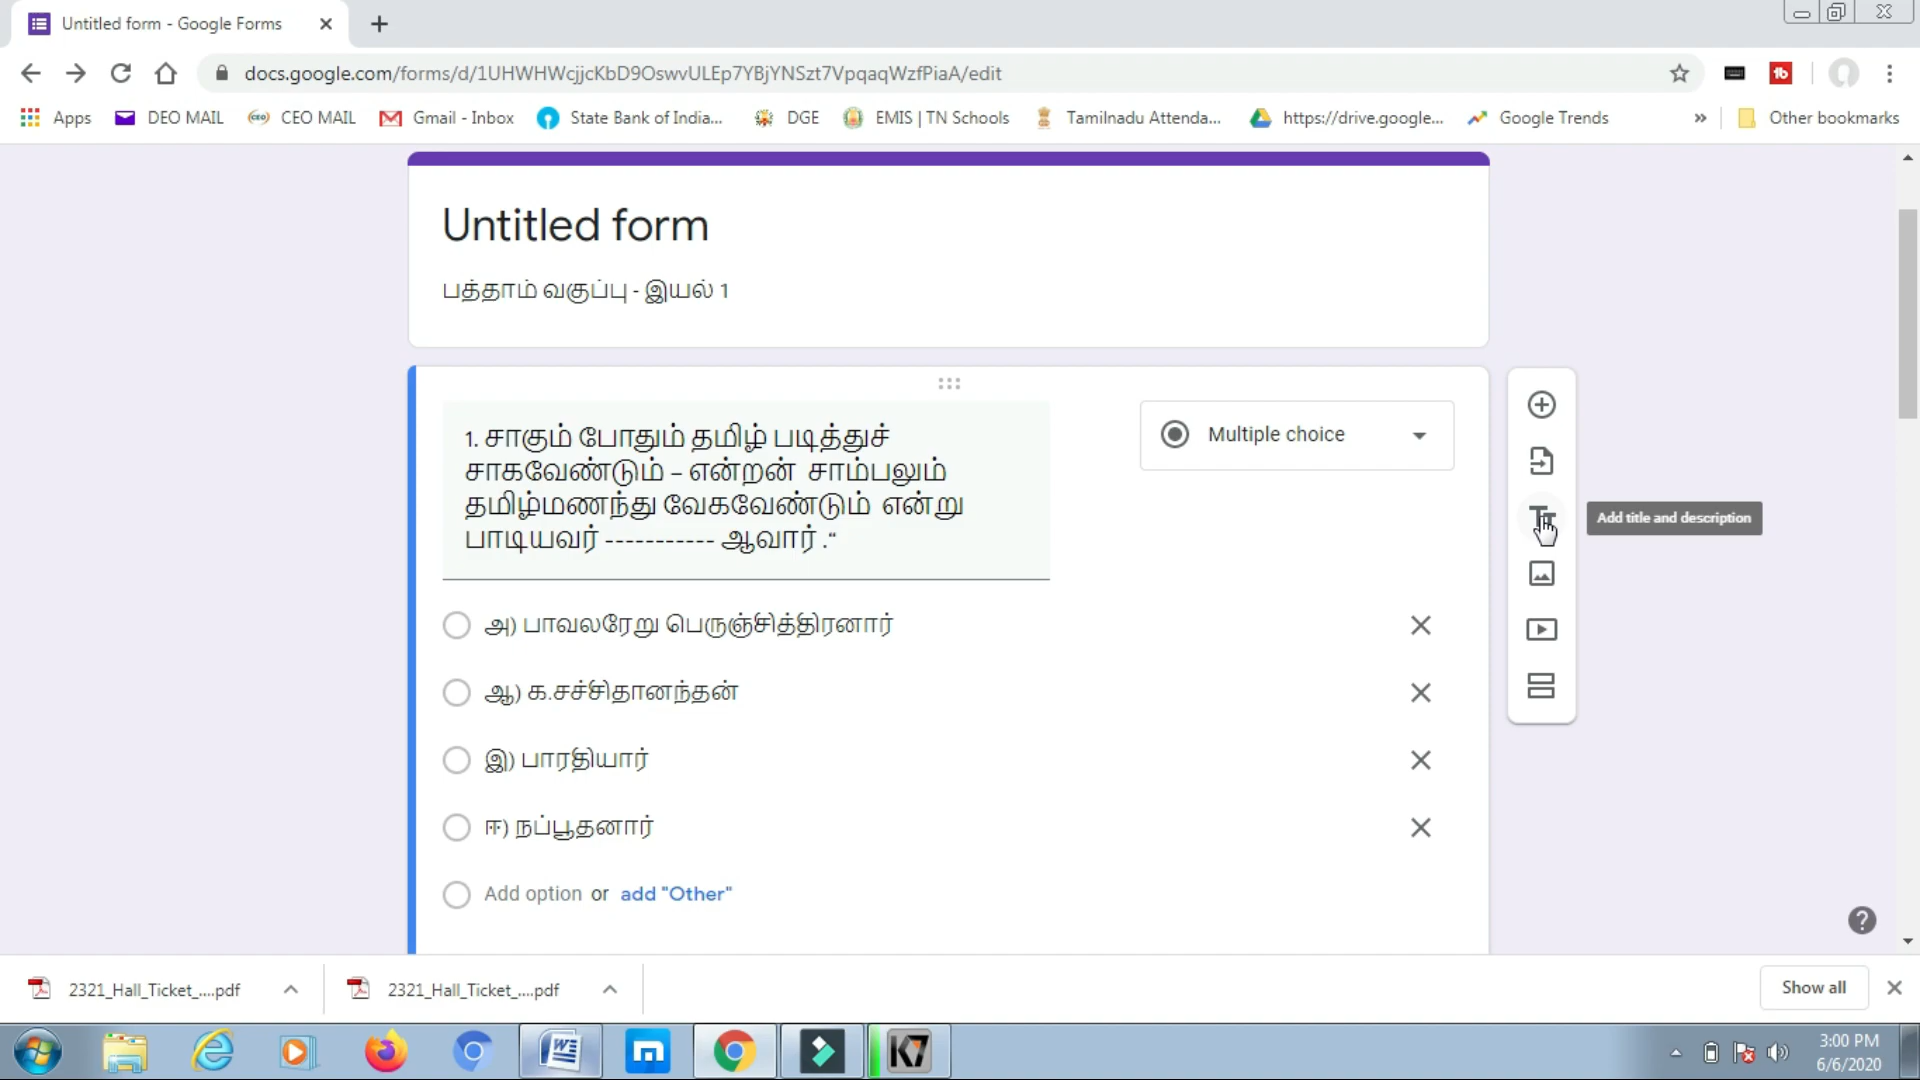 Untitled form - Google Forms
docs.google.com/forms/d/1UHWHWcjjcKbD9OswvULEp7YBjYNSzt7VpqaqWzfPiaA/edit
Apps DEO MAIL CEO MAIL Gmail - Inbox State Bank of India... DGE EMIS | TN Schools Tamilnadu Attenda... https://drive.google... Google Trends » Other bookmarks
Untitled form
பத்தாம் வகுப்பு - இயல் 1
1. சாகும் போதும் தமிழ் படித்துச்
சாகவேண்டும் – என்றன் சாம்பலும்
தமிழ்மணந்து வேகவேண்டும் என்று
பாடியவர் ----------- ஆவார் .“
Multiple choice
Add title and description
அ) பாவலரேறு பெருஞ்சித்திரனார்
ஆ) க.சச்சிதானந்தன்
இ) பாரதியார்
ஈ) நப்பூதனார்
Add option or add "Other"
2321_Hall_Ticket_....pdf 2321_Hall_Ticket_....pdf Show all
3:00 PM
6/6/2020